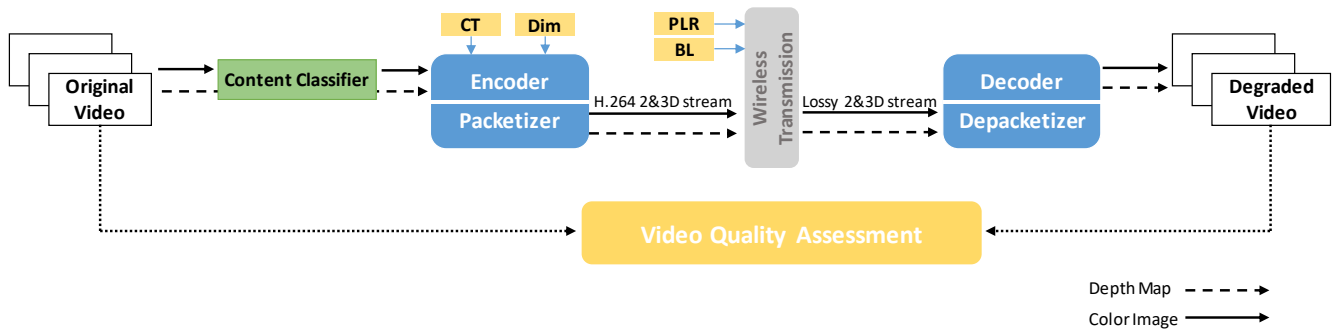 CT
Dim
PLR
BL
Original
Video
Content Classifier
Encoder
Packetizer
H.264 2&3D stream
Wireless
Transmission
Lossy 2&3D stream
Decoder
Depacketizer
Degraded
Video
Video Quality Assessment
Depth Map
Color Image